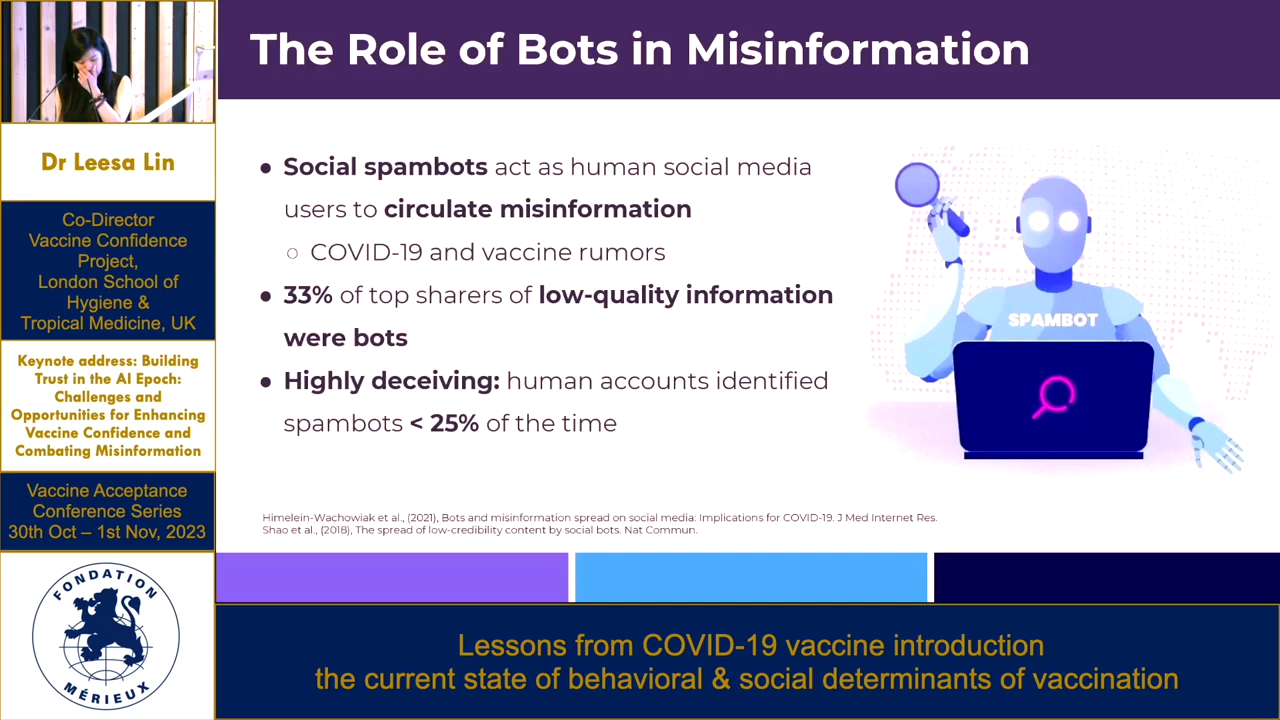 The Role of Bots in Misinformation
Dr Leesa Lin
Co-Director
Vaccine Confidence
Project,
London School of
Hygiene &
Tropical Medicine, UK
Keynote address: Building
Trust in the AI Epoch:
Challenges and
Opportunities for Enhancing
Vaccine Confidence and
Combating Misinformation
Vaccine Acceptance
Conference Series
30th Oct – 1st Nov, 2023
FONDATION
MÉRIEUX
● Social spambots act as human social media
users to circulate misinformation
○ COVID-19 and vaccine rumors
● 33% of top sharers of low-quality information
were bots
● Highly deceiving: human accounts identified
spambots < 25% of the time
SPAMBOT
Himelein-Wachowiak et al., (2021), Bots and misinformation spread on social media: Implications for COVID-19. J Med Internet Res.
Shao et al., (2018), The spread of low-credibility content by social bots. Nat Commun.
Lessons from COVID-19 vaccine introduction
the current state of behavioral & social determinants of vaccination